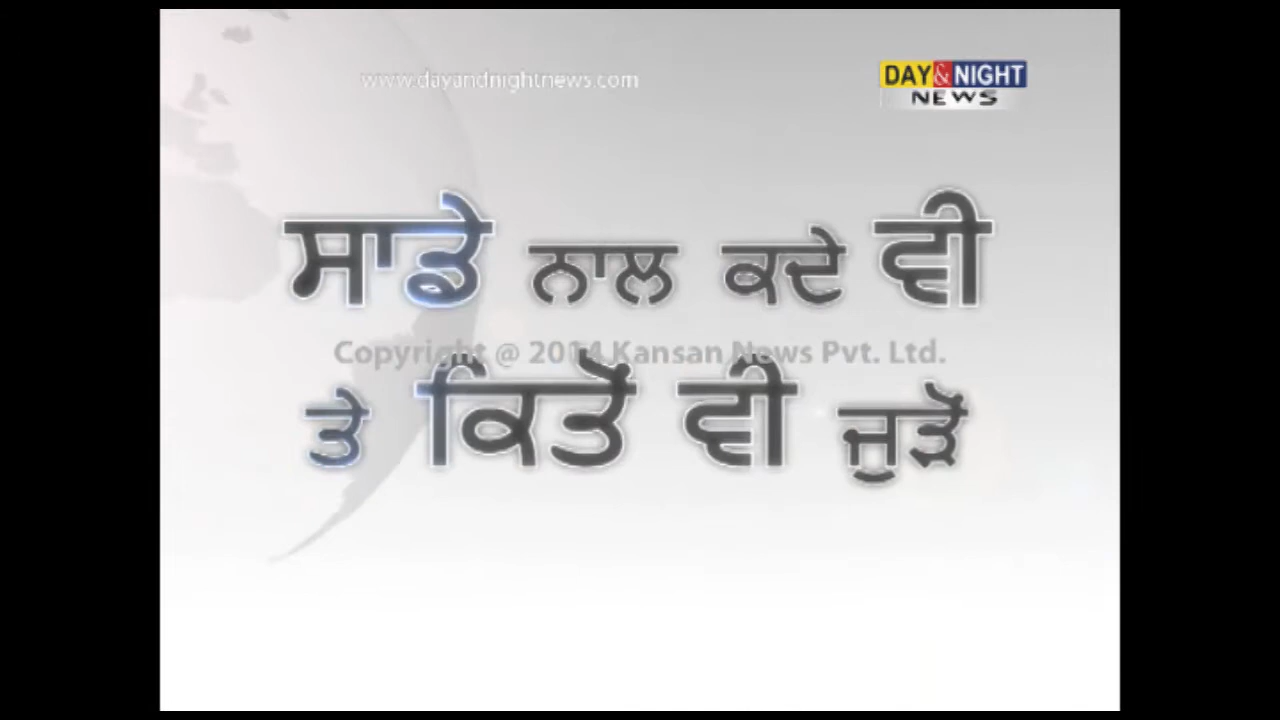 www.dayandnightnews.com
DAY & NIGHT
NEWS
ਸਾਡੇ ਨਾਲ ਕਦੇ ਵੀ
Copyright @ 2014 Kansan News Pvt. Ltd.
ਤੇ ਕਿਤੋਂ ਵੀ ਜੁੜੋਂ